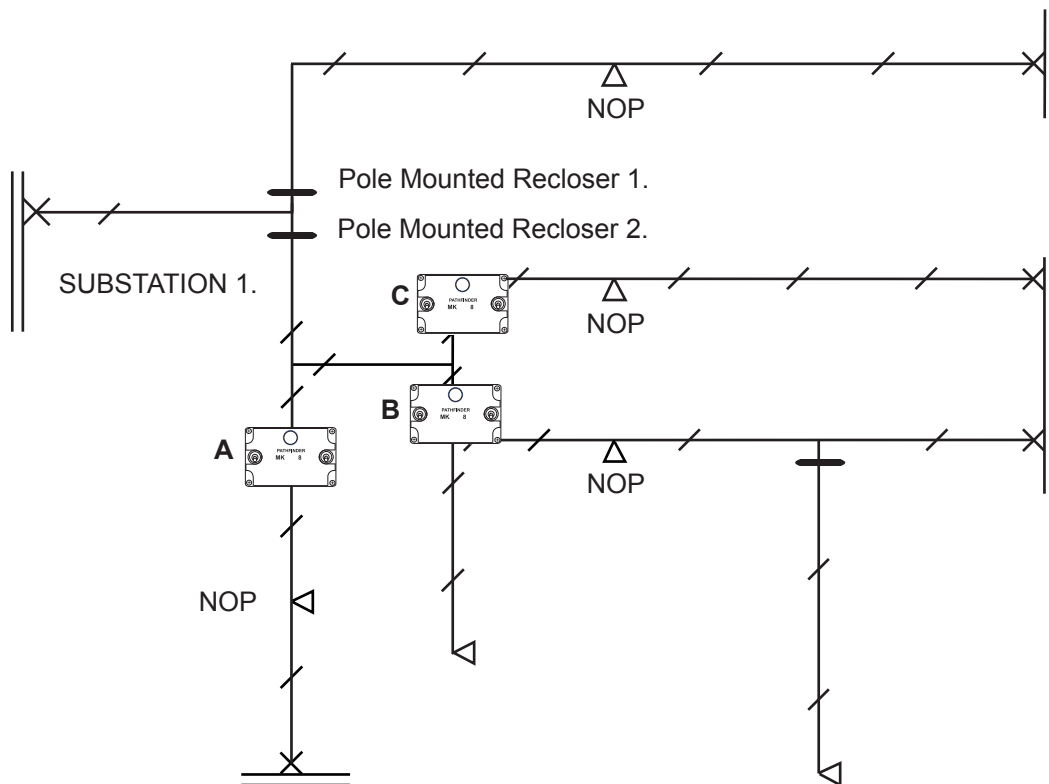 NOP
Pole Mounted Recloser 1.
Pole Mounted Recloser 2.
SUBSTATION 1.
C
PATHFINDER
MK 8
NOP
B
PATHFINDER
MK 8
A
PATHFINDER
MK 8
NOP
NOP